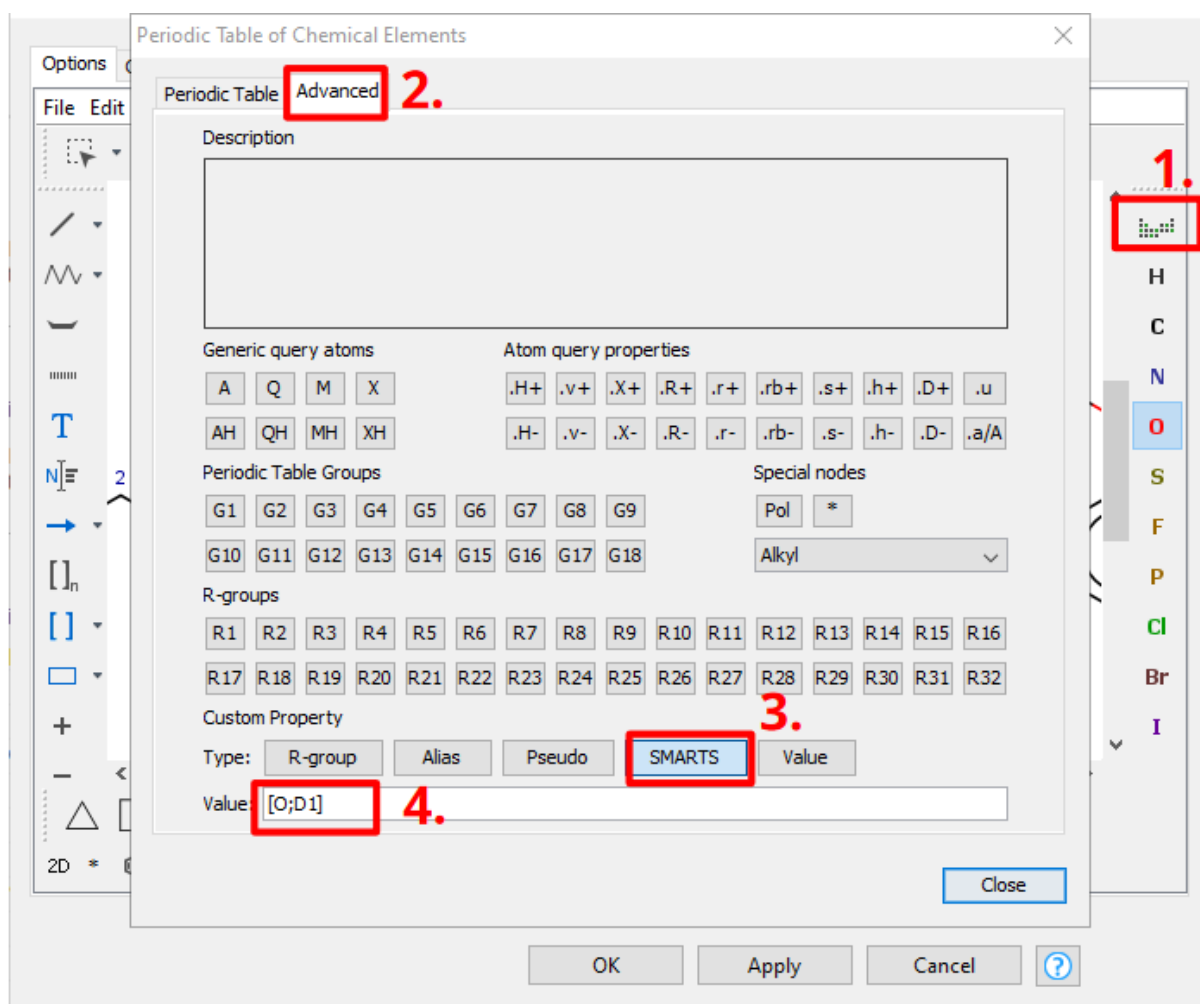 Periodic Table of Chemical Elements
Options
File Edit
Periodic Table Advanced 2.
Description
1.
Generic query atoms Atom query properties
A Q M X .H+ .v+ .X+ .R+ .r+ .rb+ .s+ .h+ .D+ .u
AH QH MH XH .H- .v- .X- .R- .r- .rb- .s- .h- .D- .a/A
Periodic Table Groups Special nodes
G1 G2 G3 G4 G5 G6 G7 G8 G9 Pol *
G10 G11 G12 G13 G14 G15 G16 G17 G18 Alkyl
R-groups
R1 R2 R3 R4 R5 R6 R7 R8 R9 R10 R11 R12 R13 R14 R15 R16
R17 R18 R19 R20 R21 R22 R23 R24 R25 R26 R27 R28 R29 R30 R31 R32
Custom Property 3.
Type: R-group Alias Pseudo SMARTS Value
Value: [O;D1] 4.
Close
T
N
2
[ ]n
[ ]
+
2D *
H
C
N
O
S
F
P
Cl
Br
I
OK Apply Cancel ?